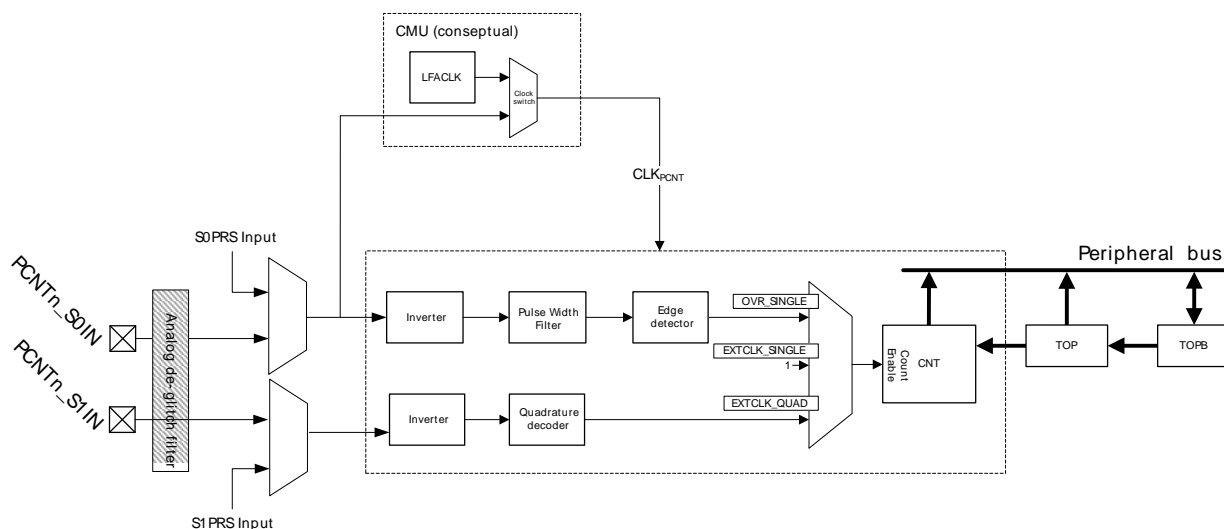 CMU (conseptual)
LFACLK
Clock
switch
CLKPCNT
S0PRS Input
PCNTn_S0IN
PCNTn_S1IN
Analog de-glitch filter
S1PRS Input
Inverter
Pulse Width
Filter
Edge
detector
OVR_SINGLE
EXTCLK_SINGLE
1
EXTCLK_QUAD
Inverter
Quadrature
decoder
Count
Enable
CNT
TOP
TOPB
Peripheral bus